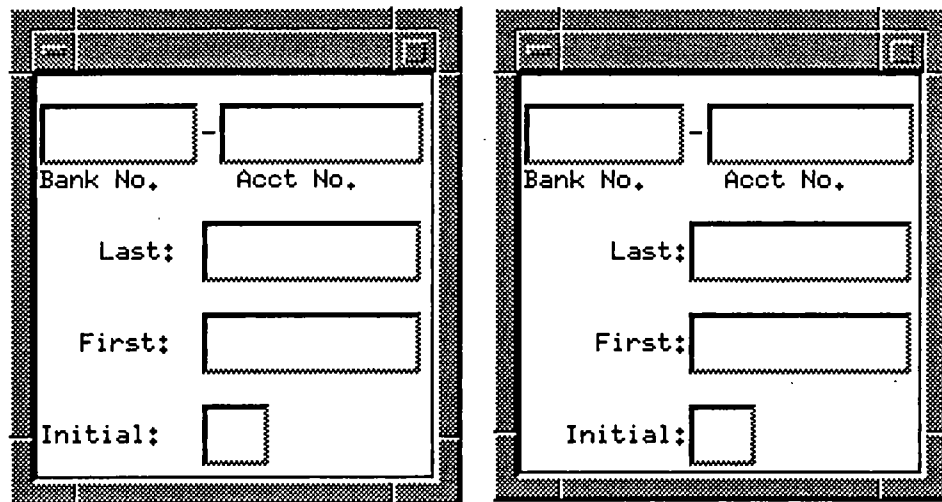 -
Bank No. Acct No.
Last:
First:
Initial:
-
Bank No. Acct No.
Last:
First:
Initial: